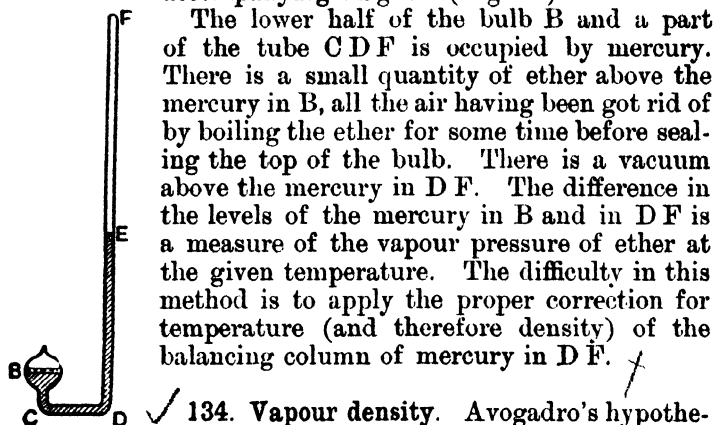 F
The lower half of the bulb B and a part
of the tube C D F is occupied by mercury.
There is a small quantity of ether above the
mercury in B, all the air having been got rid of
by boiling the ether for some time before seal-
ing the top of the bulb. There is a vacuum
above the mercury in D F. The difference in
the levels of the mercury in B and in D F is
E
a measure of the vapour pressure of ether at
the given temperature. The difficulty in this
method is to apply the proper correction for
temperature (and therefore density) of the
balancing column of mercury in D F.
B
C
D
134. Vapour density. Avogadro's hypothe-